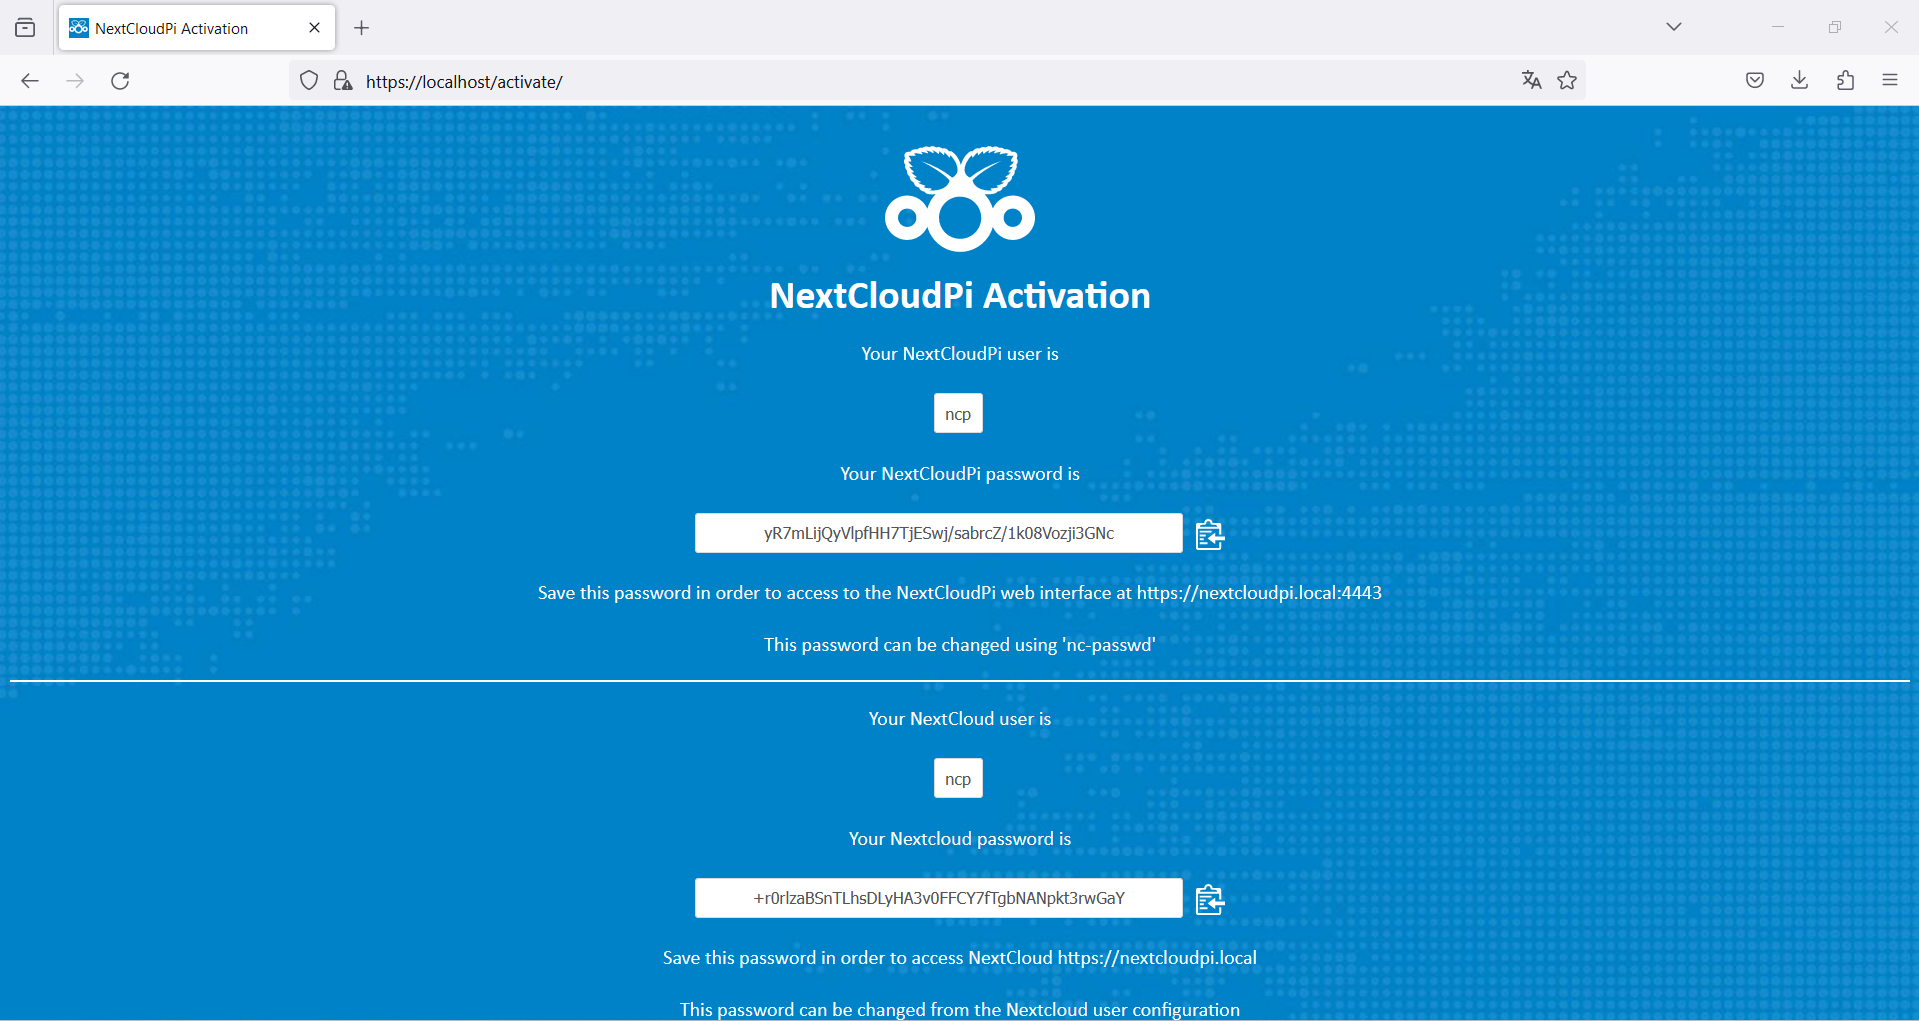 NextCloudPi Activation
https://localhost/activate/
NextCloudPi Activation
Your NextCloudPi user is
ncp
Your NextCloudPi password is
yR7mLijQyVlpfHH7TjESwj/sabrcZ/1k08Vozji3GNc
Save this password in order to access to the NextCloudPi web interface at https://nextcloudpi.local:4443
This password can be changed using 'nc-passwd'
Your NextCloud user is
ncp
Your Nextcloud password is
+r0rlzaBSnTLhsDLyHA3v0FFCY7fTgbNANpkt3rwGaY
Save this password in order to access NextCloud https://nextcloudpi.local
This password can be changed from the Nextcloud user configuration